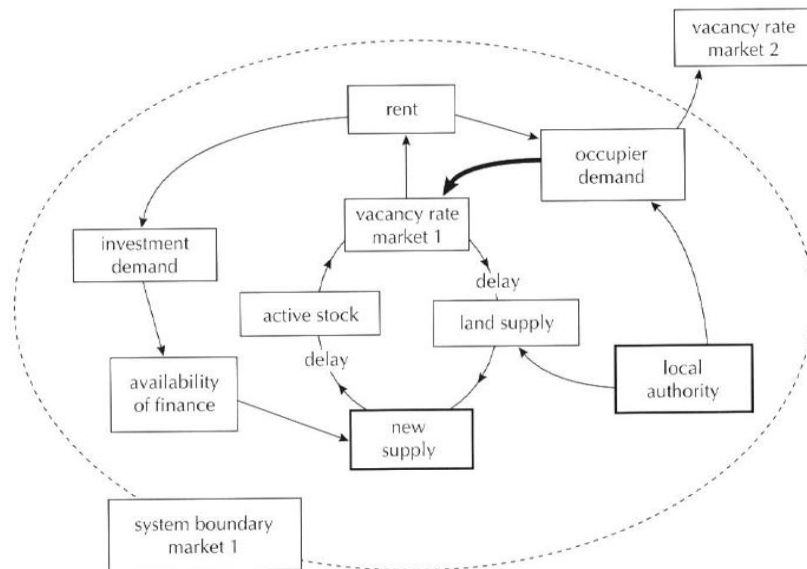 vacancy rate
market 2
rent
occupier
demand
vacancy rate
market 1
investment
demand
delay
active stock
land supply
delay
local
authority
availability
of finance
new
supply
system boundary
market 1